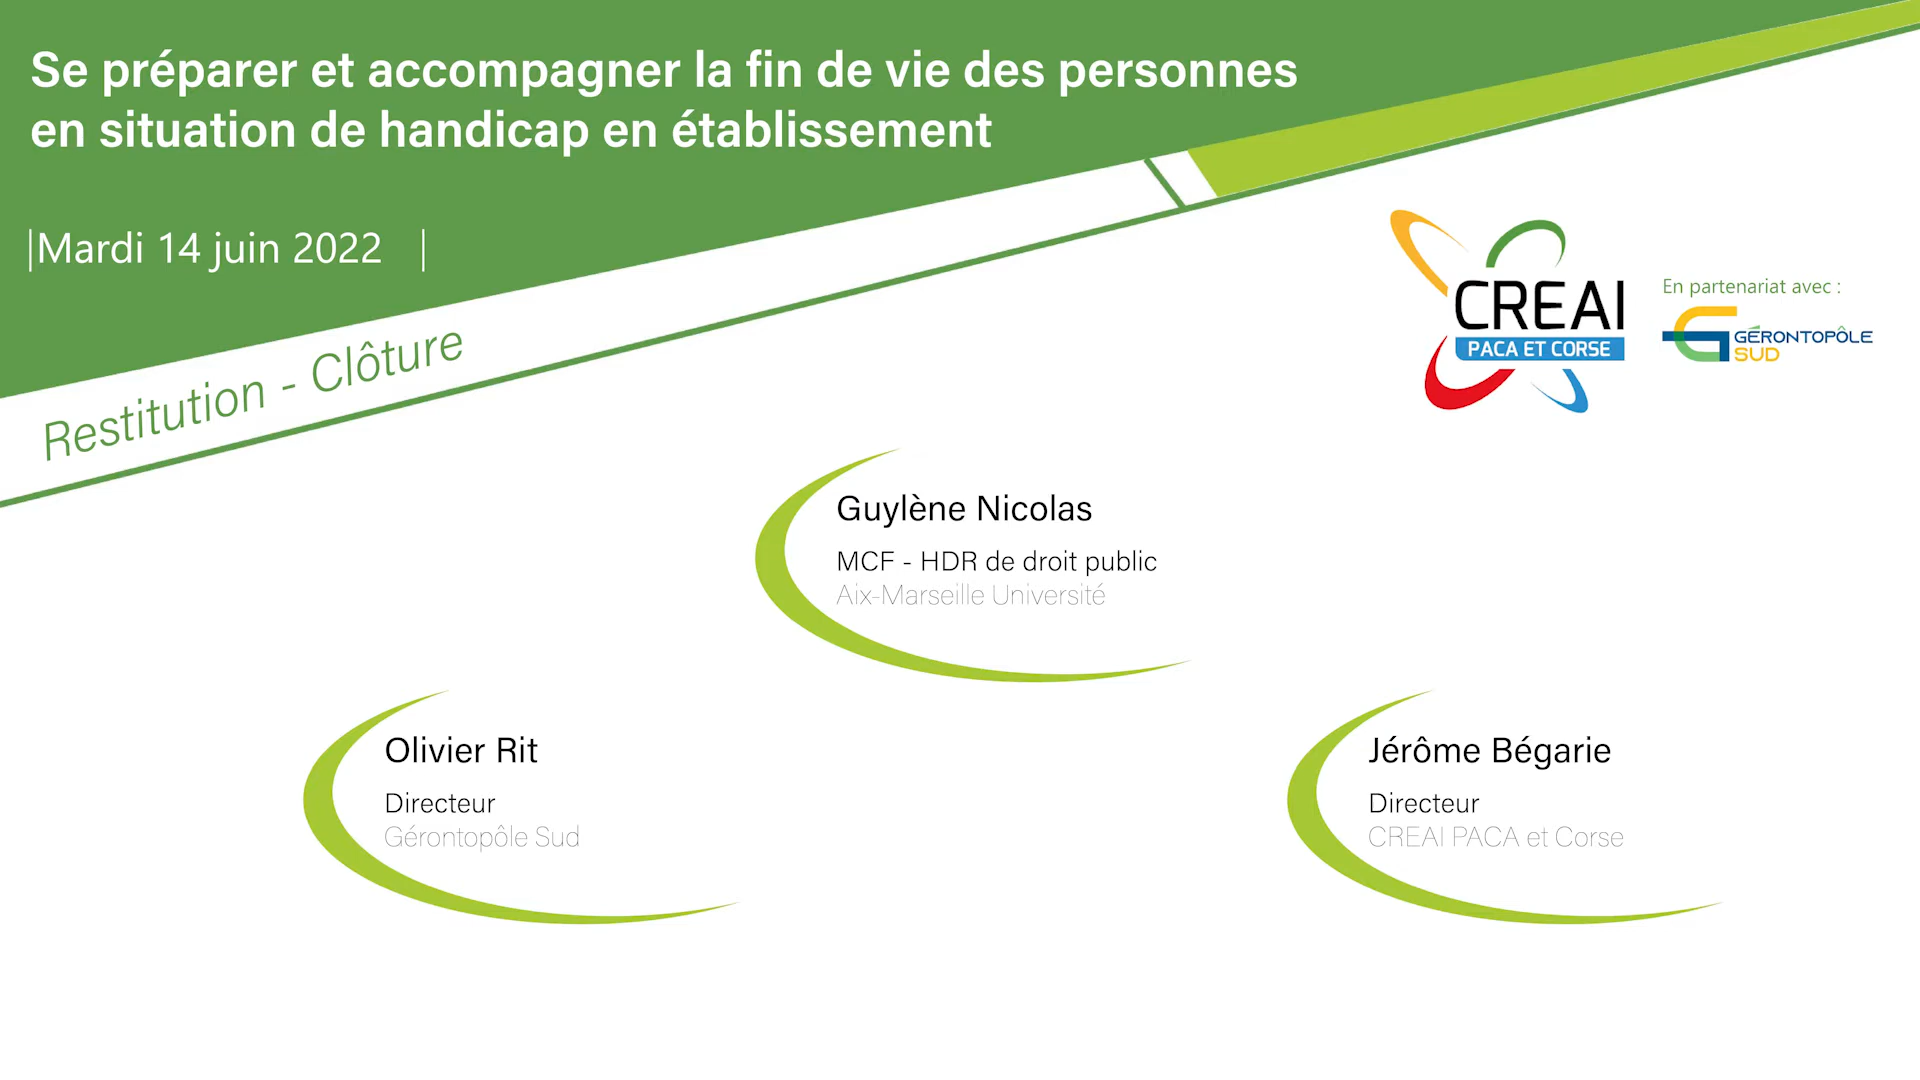 Se préparer et accompagner la fin de vie des personnes
en situation de handicap en établissement
|Mardi 14 juin 2022 |
Restitution - Clôture
CREAI
PACA ET CORSE
En partenariat avec :
GÉRONTOPÔLE
SUD
Guylène Nicolas
MCF - HDR de droit public
Aix-Marseille Université
Olivier Rit
Directeur
Gérontopôle Sud
Jérôme Bégarie
Directeur
CREAI PACA et Corse